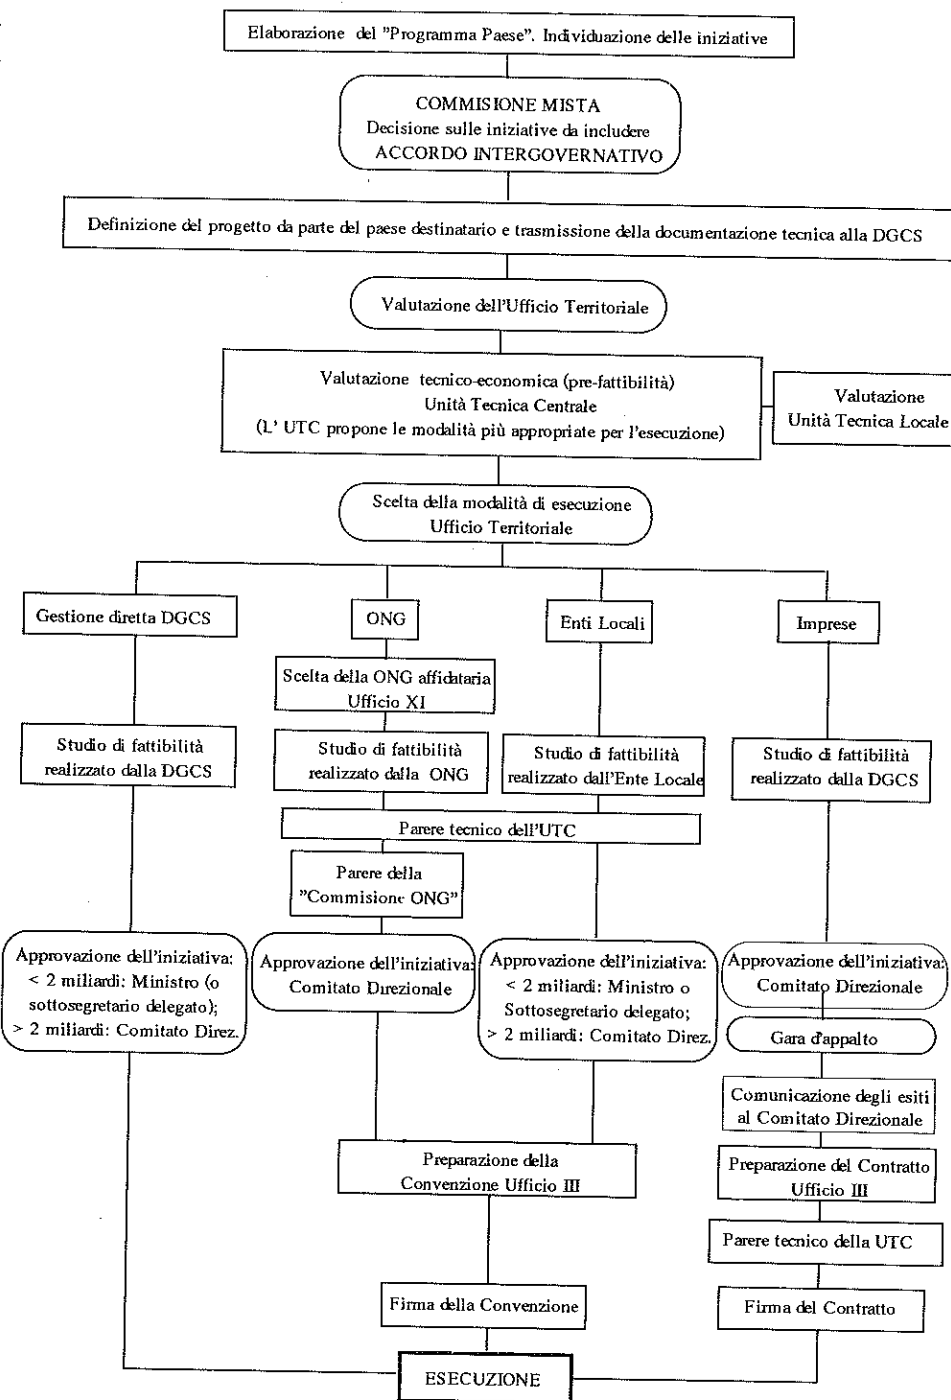 Elaborazione del "Programma Paese". Individuazione delle iniziative
COMMISIONE MISTA
Decisione sulle iniziative da includere
ACCORDO INTERGOVERNATIVO
Definizione del progetto da parte del paese destinatario e trasmissione della documentazione tecnica alla DGCS
Valutazione dell'Ufficio Territoriale
Valutazione tecnico-economica (pre-fattibilità)
Unità Tecnica Centrale
(L' UTC propone le modalità più appropriate per l'esecuzione)
Valutazione
Unità Tecnica Locale
Scelta della modalità di esecuzione
Ufficio Territoriale
Gestione diretta DGCS
ONG
Enti Locali
Imprese
Scelta della ONG affidataria
Ufficio XI
Studio di fattibilità
realizzato dalla DGCS
Studio di fattibilità
realizzato dalla ONG
Studio di fattibilità
realizzato dall'Ente Locale
Studio di fattibilità
realizzato dalla DGCS
Parere tecnico dell'UTC
Parere della
"Commisione ONG"
Approvazione dell'iniziativa:
< 2 miliardi: Ministro (o
sottosegretario delegato);
> 2 miliardi: Comitato Direz.
Approvazione dell'iniziativa:
Comitato Direzionale
Approvazione dell'iniziativa:
< 2 miliardi: Ministro o
Sottosegretario delegato;
> 2 miliardi: Comitato Direz.
Approvazione dell'iniziativa:
Comitato Direzionale
Gara d'appalto
Comunicazione degli esiti
al Comitato Direzionale
Preparazione della
Convenzione Ufficio III
Preparazione del Contratto
Ufficio III
Parere tecnico della UTC
Firma della Convenzione
Firma del Contratto
ESECUZIONE